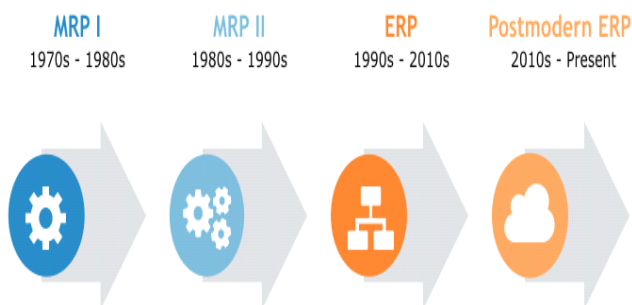 MRP I
1970s - 1980s
MRP II
1980s - 1990s
ERP
1990s - 2010s
Postmodern ERP
2010s - Present